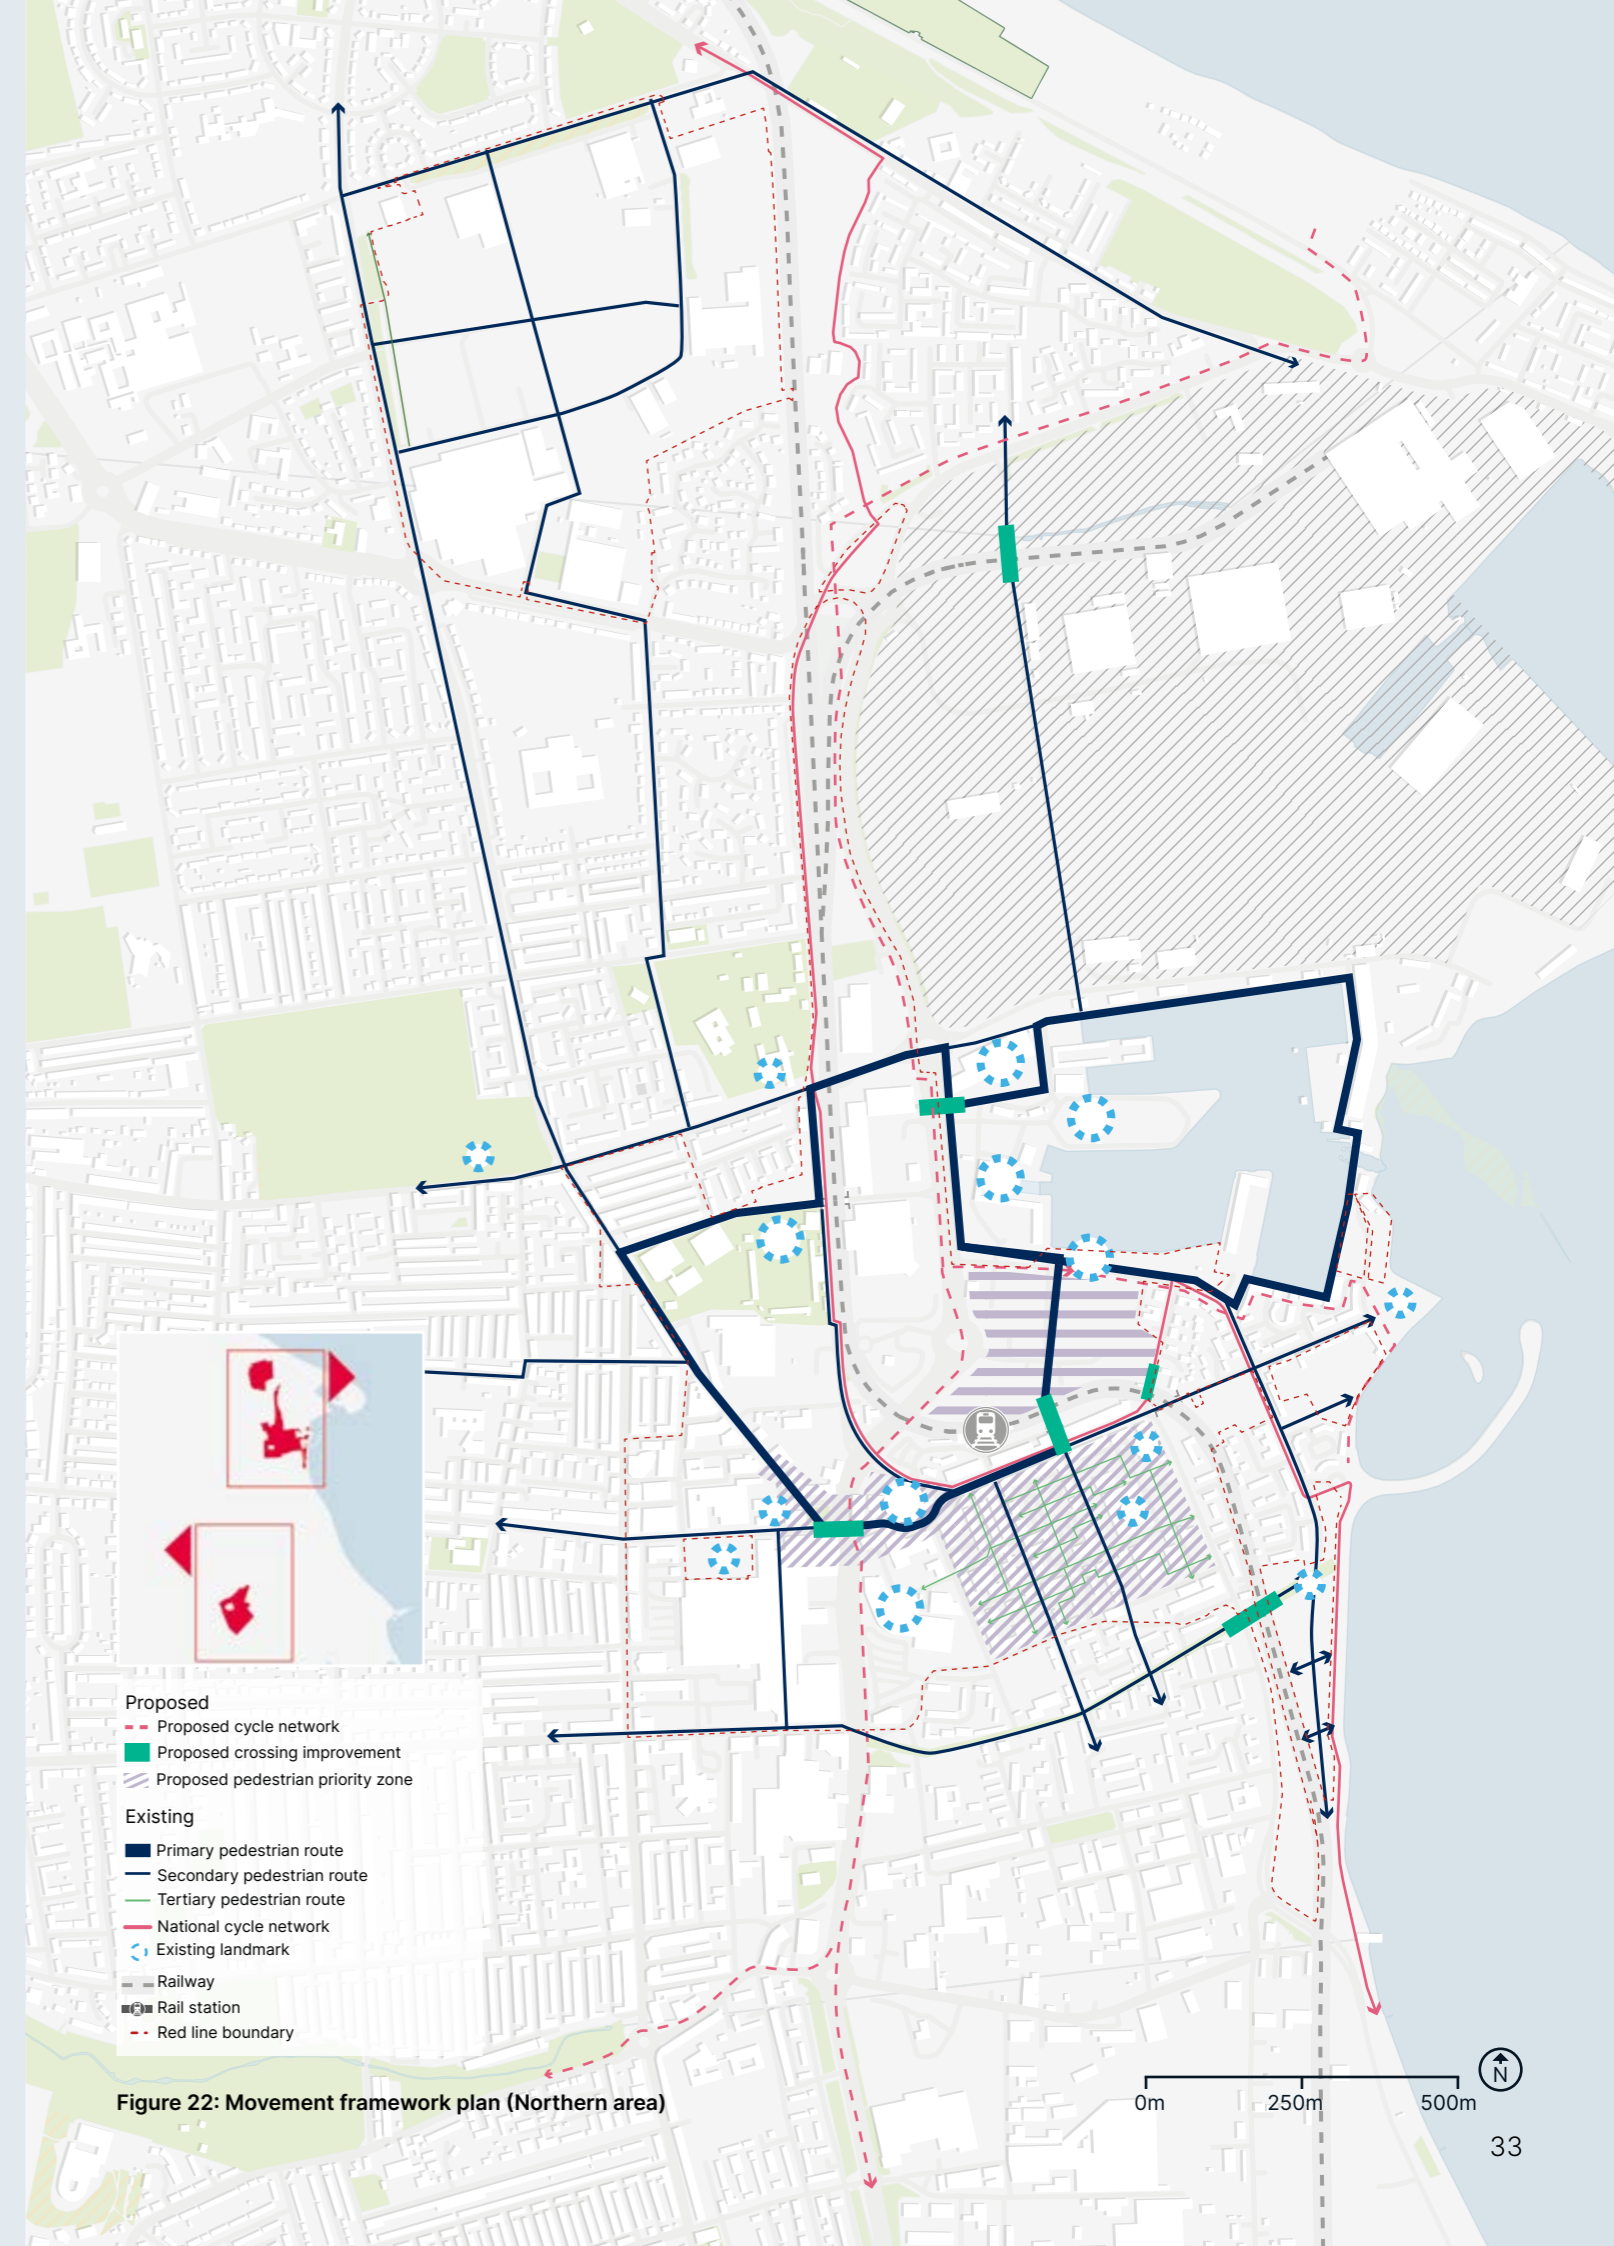 Proposed
Proposed cycle network
Proposed crossing improvement
Proposed pedestrian priority zone
Existing
Primary pedestrian route
Secondary pedestrian route
Tertiary pedestrian route
National cycle network
Existing landmark
Railway
Rail station
Red line boundary
Figure 22: Movement framework plan (Northern area)
N
0m 250m 500m
33